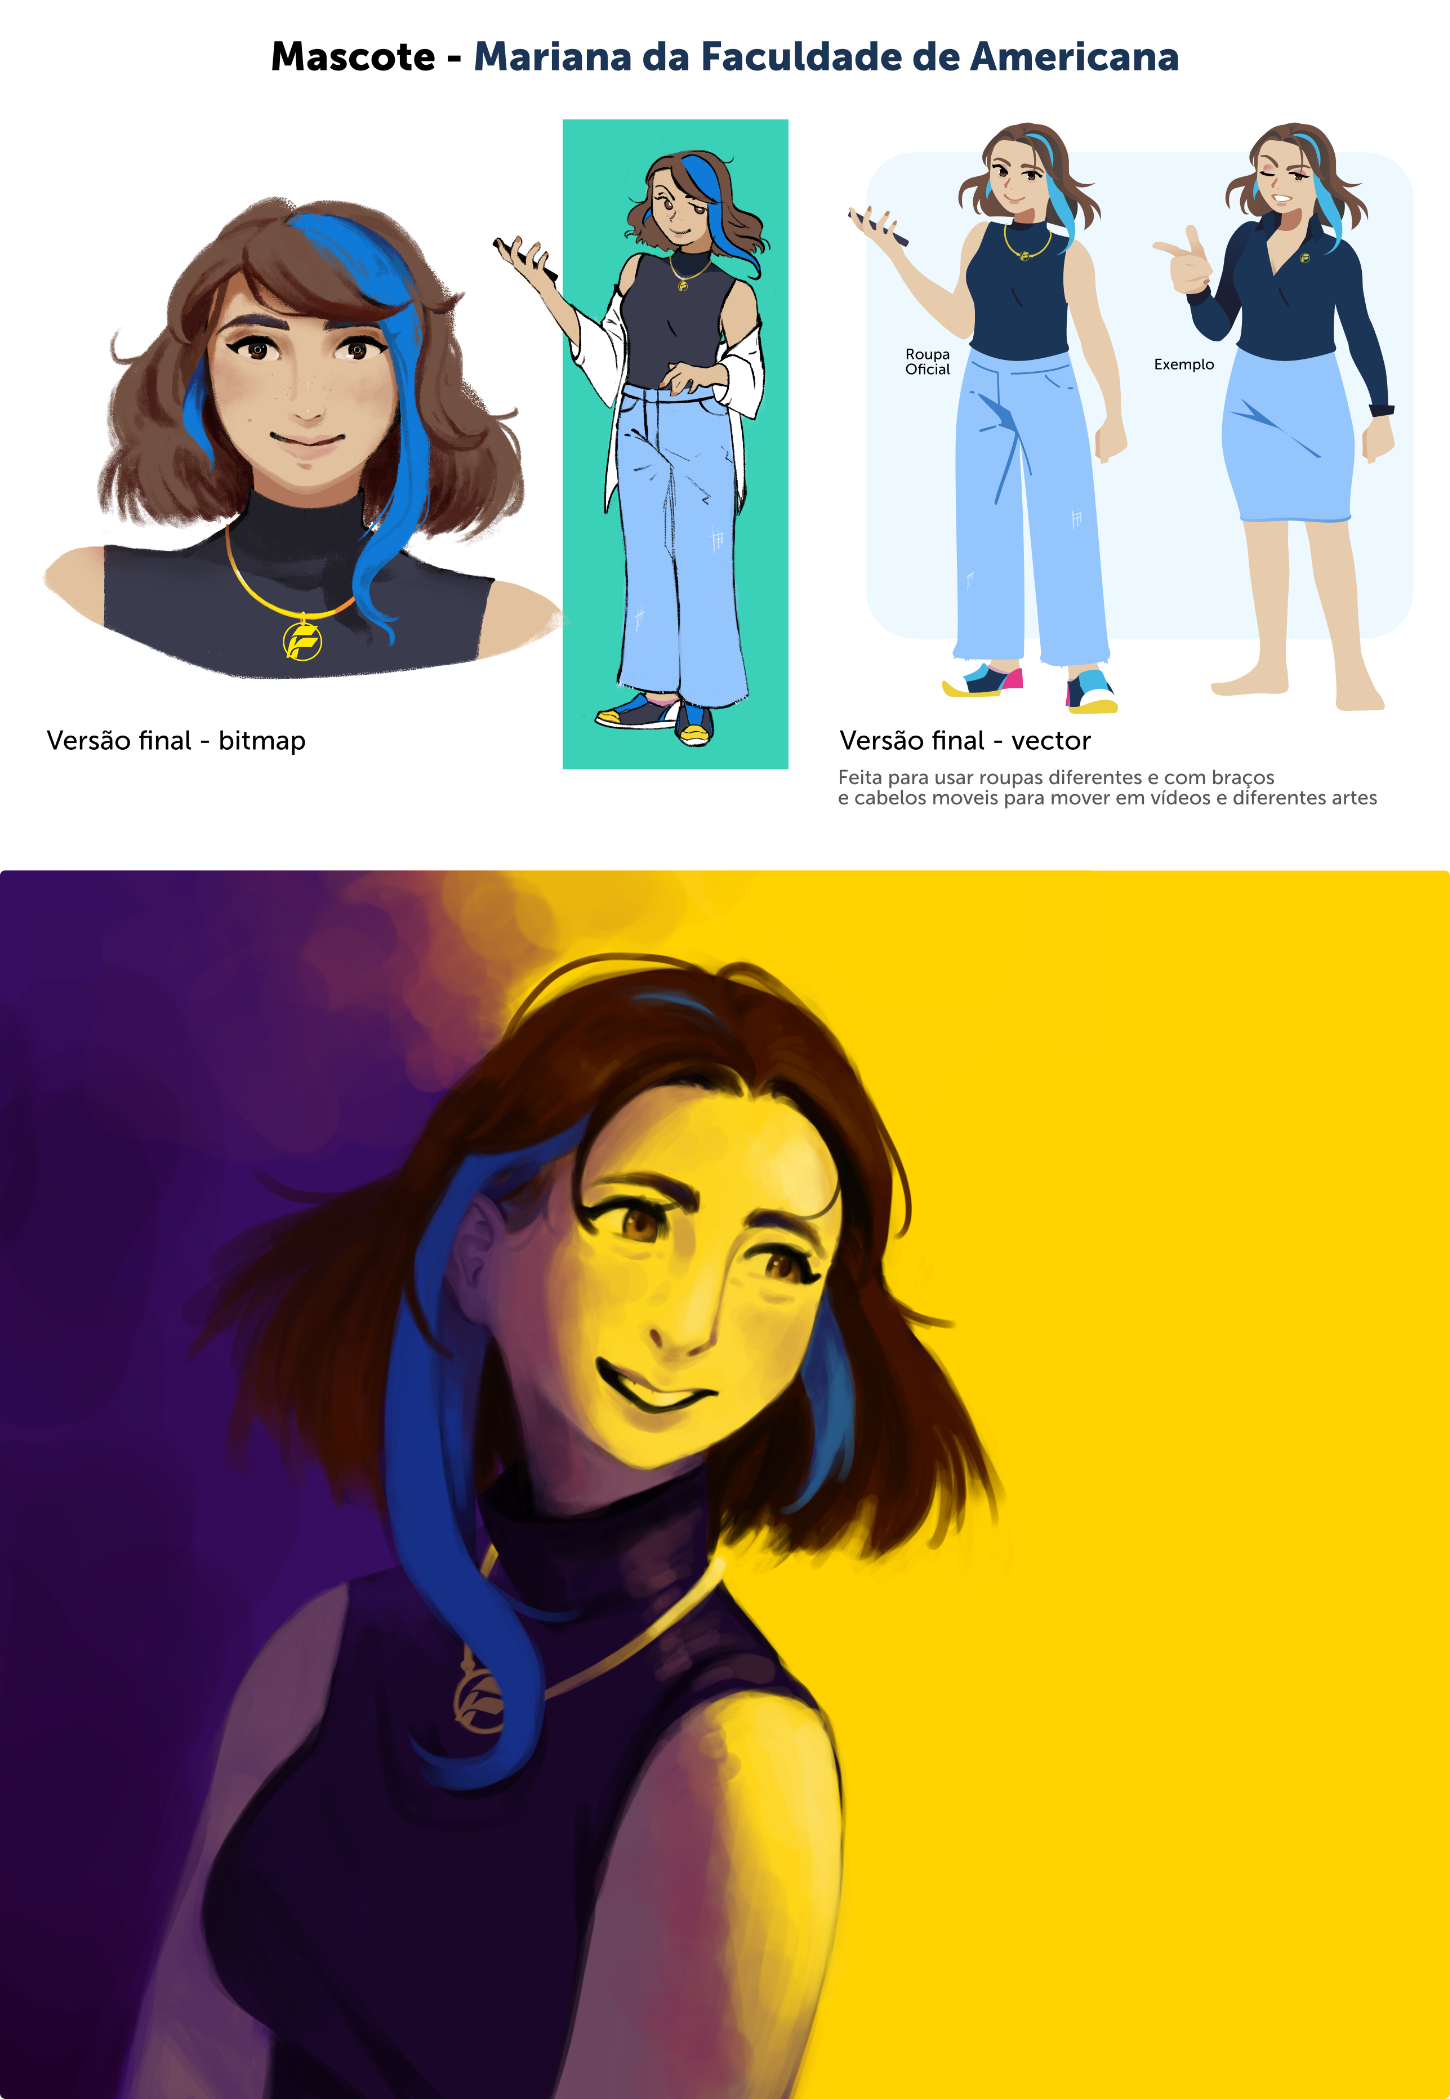 Mascote - Mariana da Faculdade de Americana
Roupa
Oficial
Exemplo
Versão final - bitmap
Versão final - vector
Feita para usar roupas diferentes e com braços
e cabelos moveis para mover em vídeos e diferentes artes